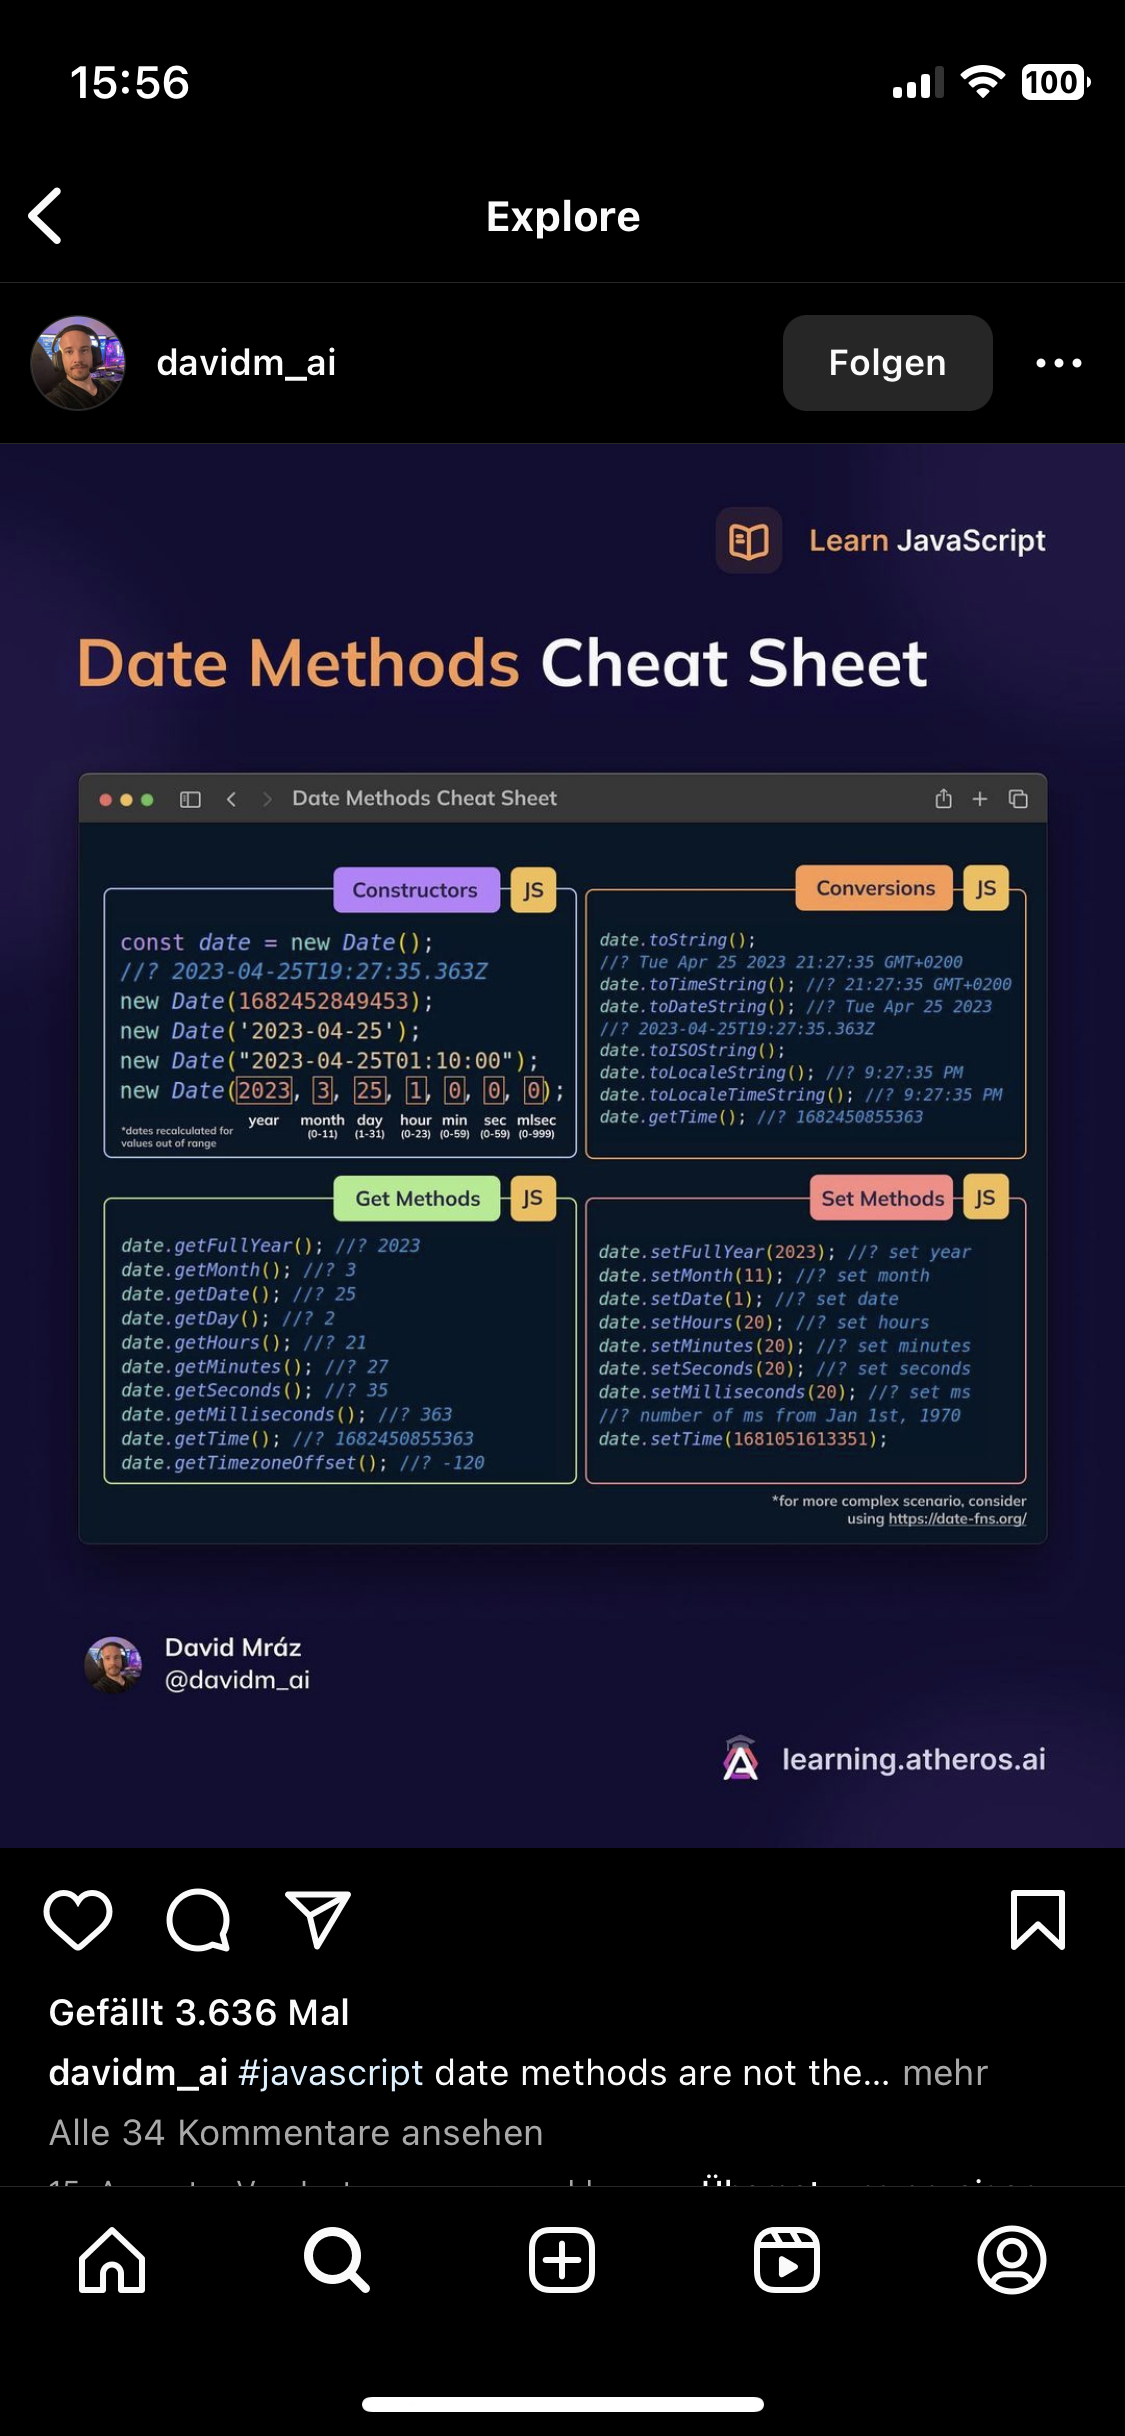 15:56
100
Explore
davidm_ai
Folgen
Learn JavaScript
Date Methods Cheat Sheet
Date Methods Cheat Sheet
Constructors
JS
const date = new Date();
//? 2023-04-25T19:27:35.363Z
new Date(1682452849453);
new Date('2023-04-25');
new Date("2023-04-25T01:10:00");
new Date(2023, 3, 25, 1, 0, 0, 0);
year month day hour min sec mlsec
(0-11) (1-31) (0-23) (0-59) (0-59) (0-999)
*dates recalculated for
values out of range
Conversions
JS
date.toString();
//? Tue Apr 25 2023 21:27:35 GMT+0200
date.toTimeString(); //? 21:27:35 GMT+0200
date.toDateString(); //? Tue Apr 25 2023
//? 2023-04-25T19:27:35.363Z
date.toISOString();
date.toLocaleString(); //? 9:27:35 PM
date.toLocaleTimeString(); //? 9:27:35 PM
date.getTime(); //? 1682450855363
Get Methods
JS
date.getFullYear(); //? 2023
date.getMonth(); //? 3
date.getDate(); //? 25
date.getDay(); //? 2
date.getHours(); //? 21
date.getMinutes(); //? 27
date.getSeconds(); //? 35
date.getMilliseconds(); //? 363
date.getTime(); //? 1682450855363
date.getTimezoneOffset(); //? -120
Set Methods
JS
date.setFullYear(2023); //? set year
date.setMonth(11); //? set month
date.setDate(1); //? set date
date.setHours(20); //? set hours
date.setMinutes(20); //? set minutes
date.setSeconds(20); //? set seconds
date.setMilliseconds(20); //? set ms
//? number of ms from Jan 1st, 1970
date.setTime(1681051613351);
*for more complex scenario, consider
using https://date-fns.org/
David Mráz
@davidm_ai
learning.atheros.ai
Gefällt 3.636 Mal
davidm_ai #javascript date methods are not the... mehr
Alle 34 Kommentare ansehen